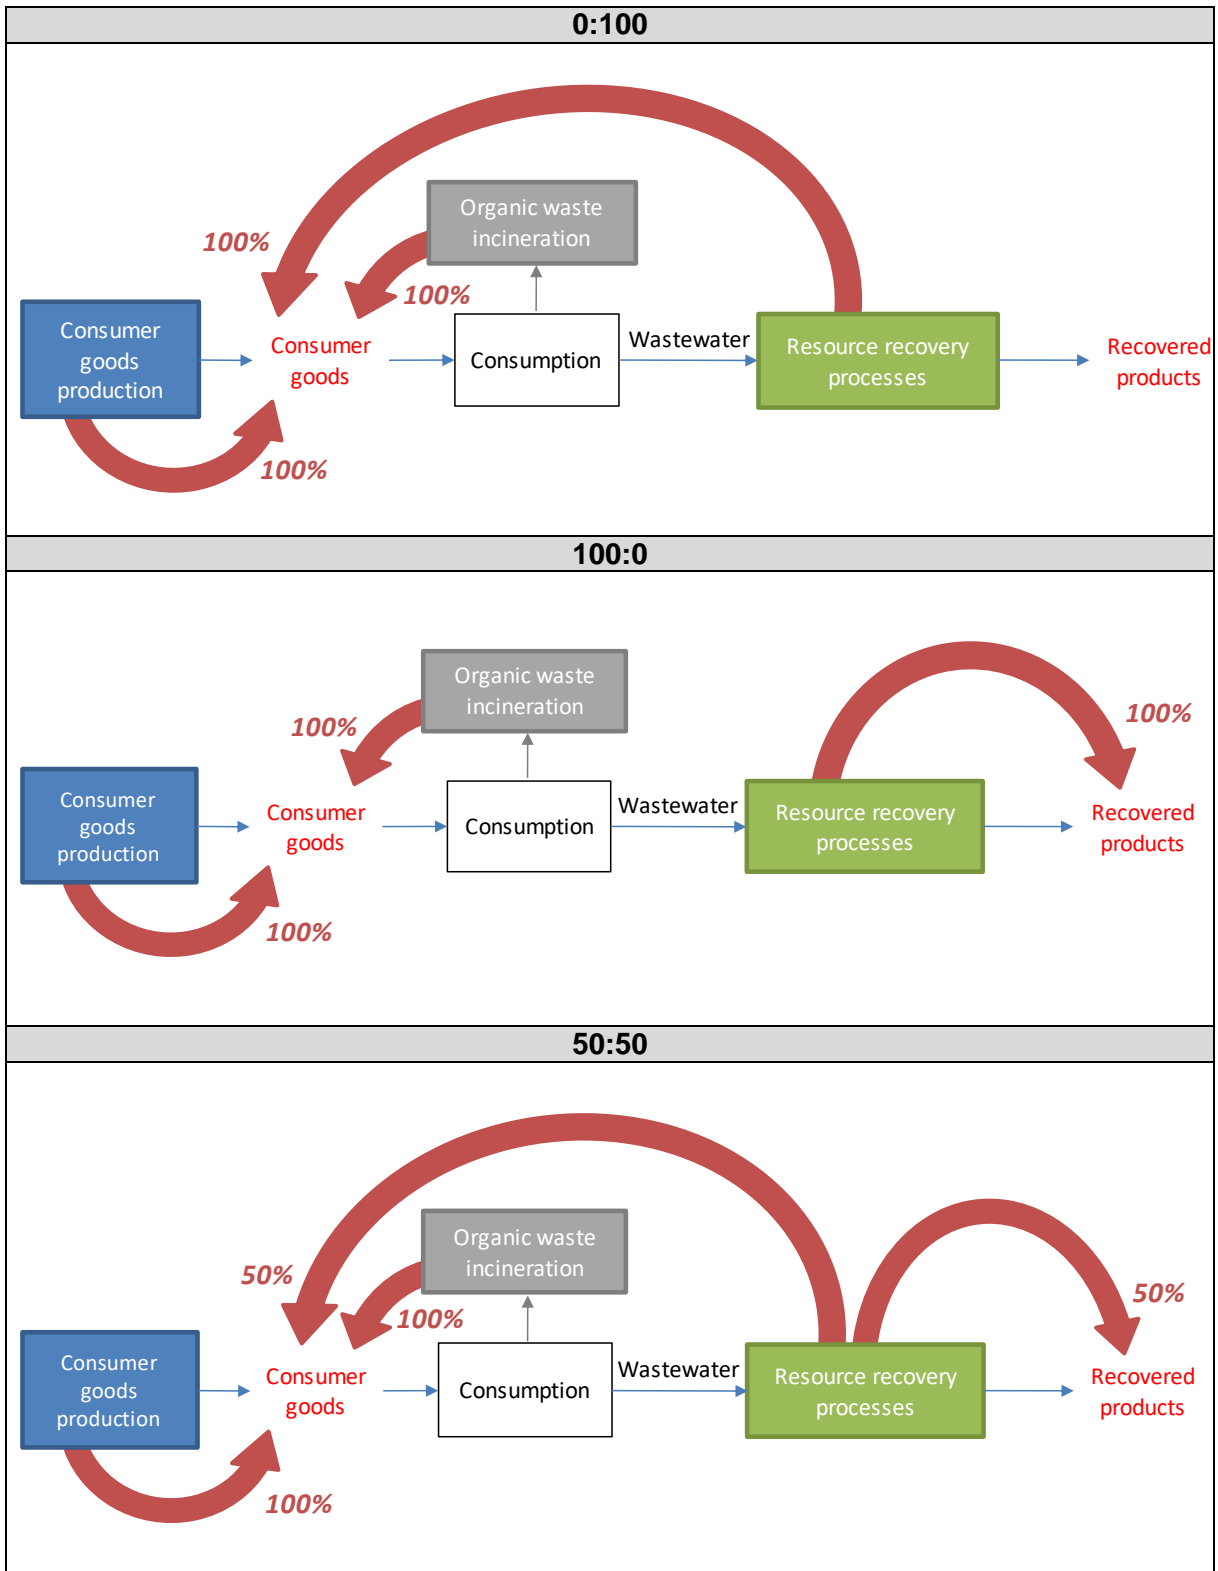 0:100
Organic waste
incineration
100%
100%
Consumer
goods
production
Consumer
goods
Consumption
Wastewater
Resource recovery
processes
Recovered
products
100%
100:0
Organic waste
incineration
100%
100%
Consumer
goods
production
Consumer
goods
Consumption
Wastewater
Resource recovery
processes
Recovered
products
100%
50:50
Organic waste
incineration
50%
100%
50%
Consumer
goods
production
Consumer
goods
Consumption
Wastewater
Resource recovery
processes
Recovered
products
100%